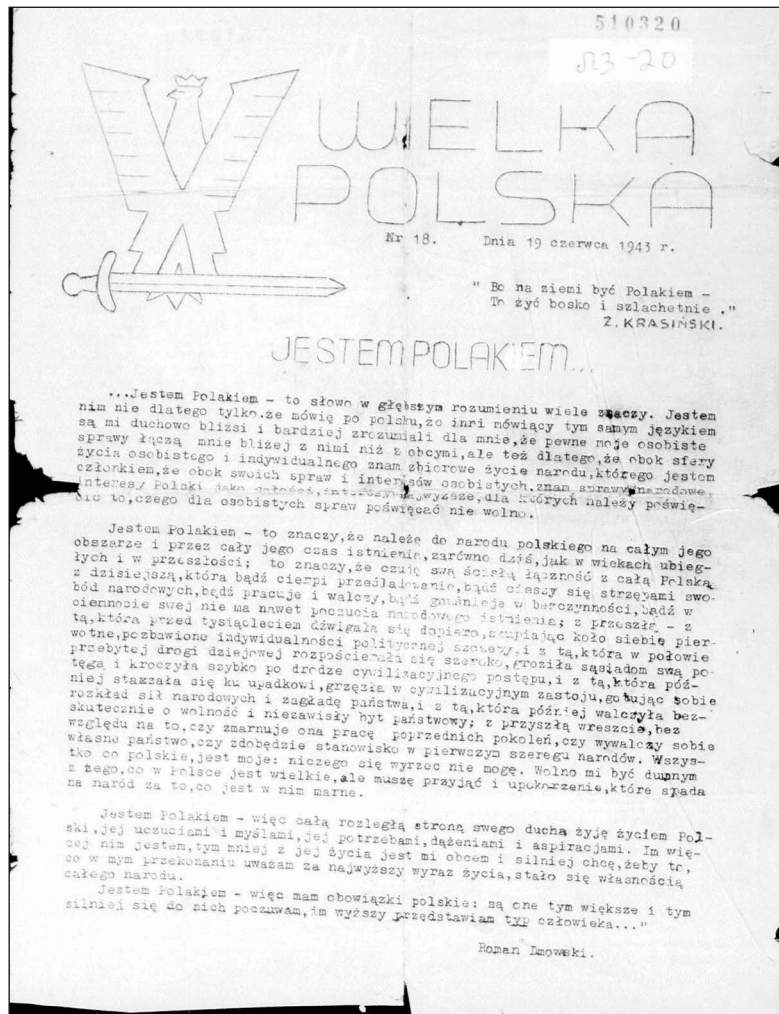 510320
Л3-20
WIELKA
POLSKA
Nr 18. Dnia 19 czerwca 1943 r.
" Bo na ziemi być Polakiem -
To żyć bosko i szlachetnie ."
Z. KRASIŃSKI.
JESTEM POLAKIEM...
...Jestem Polakiem - to słowo w głębszym rozumieniu wiele znaczy. Jestem
nim nie dlatego tylko.że mówię po polsku,że inni mówiący tym samym językiem
są mi duchowo bliżsi i bardziej zrozumiali dla mnie,że pewne moje osobiste
sprawy łączą mnie bliżej z nimi niż z obcymi,ale też dlatego,że obok sfery
życia osobistego i indywidualnego znam zbiorowe życie narodu,którego jestem
członkiem,że obok swoich spraw i interesów osobistych.znam sprawy narodowe,
interesy Polski jako całości,interesy najwyższe,dla których należy poświę-
cić to,czego dla osobistych spraw poświęcać nie wolno.
Jestem Polakiem - to znaczy,że należę do narodu polskiego na całym jego
obszarze i przez cały jego czas istnienia,zarówno dziś,jak w wiekach ubieg-
łych i w przeszłości; to znaczy,że czuję swą ścisłą łączność z całą Polską
z dzisiejszą,która bądź cierpi prześladowanie,bądź cieszy się strzępami swo-
bód narodowych,bądź pracuje i walczy,bądź gnuśnieje w bezczynności,bądź w
ciemnocie swej nie ma nawet poczucia narodowego istnienia; z przeszłą - z
tą,która przed tysiącleciem dźwigała się dopiero,skupiając koło siebie pier-
wotne,pozbawione indywidualności politycznej szczepy,i z tą,która w połowie
przebytej drogi dziejowej rozpościerała się szeroko,groziła sąsiadom swą po-
tęgą i kroczyła szybko po drodze cywilizacyjnego postępu,i z tą,która póź-
niej staczała się ku upadkowi,grzęzła w cywilizacyjnym zastoju,gotując sobie
rozkład sił narodowych i zagładę państwa,i z tą,która później walczyła bez-
skutecznie o wolność i niezawisły byt państwowy; z przyszłą wreszcie,bez
względu na to,czy zmarnuje ona pracę poprzednich pokoleń,czy wywalczy sobie
własne państwo,czy zdobędzie stanowisko w pierwszym szeregu narodów. Wszys-
tko co polskie,jest moje: niczego się wyrzec nie mogę. Wolno mi być dumnym
z tego,co w Polsce jest wielkie,ale muszę przyjąć i upokorzenie,które spada
na naród za to,co jest w nim marne.
Jestem Polakiem - więc całą rozległą stroną swego ducha żyję życiem Pol-
ski,jej uczuciami i myślami,jej potrzebami,dążeniami i aspiracjami. Im wię-
cej nim jestem,tym mniej z jej życia jest mi obcem i silniej chcę,żeby to,
co w mym przekonaniu uważam za najwyższy wyraz życia,stało się własnością
całego narodu.
Jestem Polakiem - więc mam obowiązki polskie: są one tym większe i tym
silniej się do nich poczuwam,im wyższy przedstawiam typ człowieka..."
Roman Dmowski.